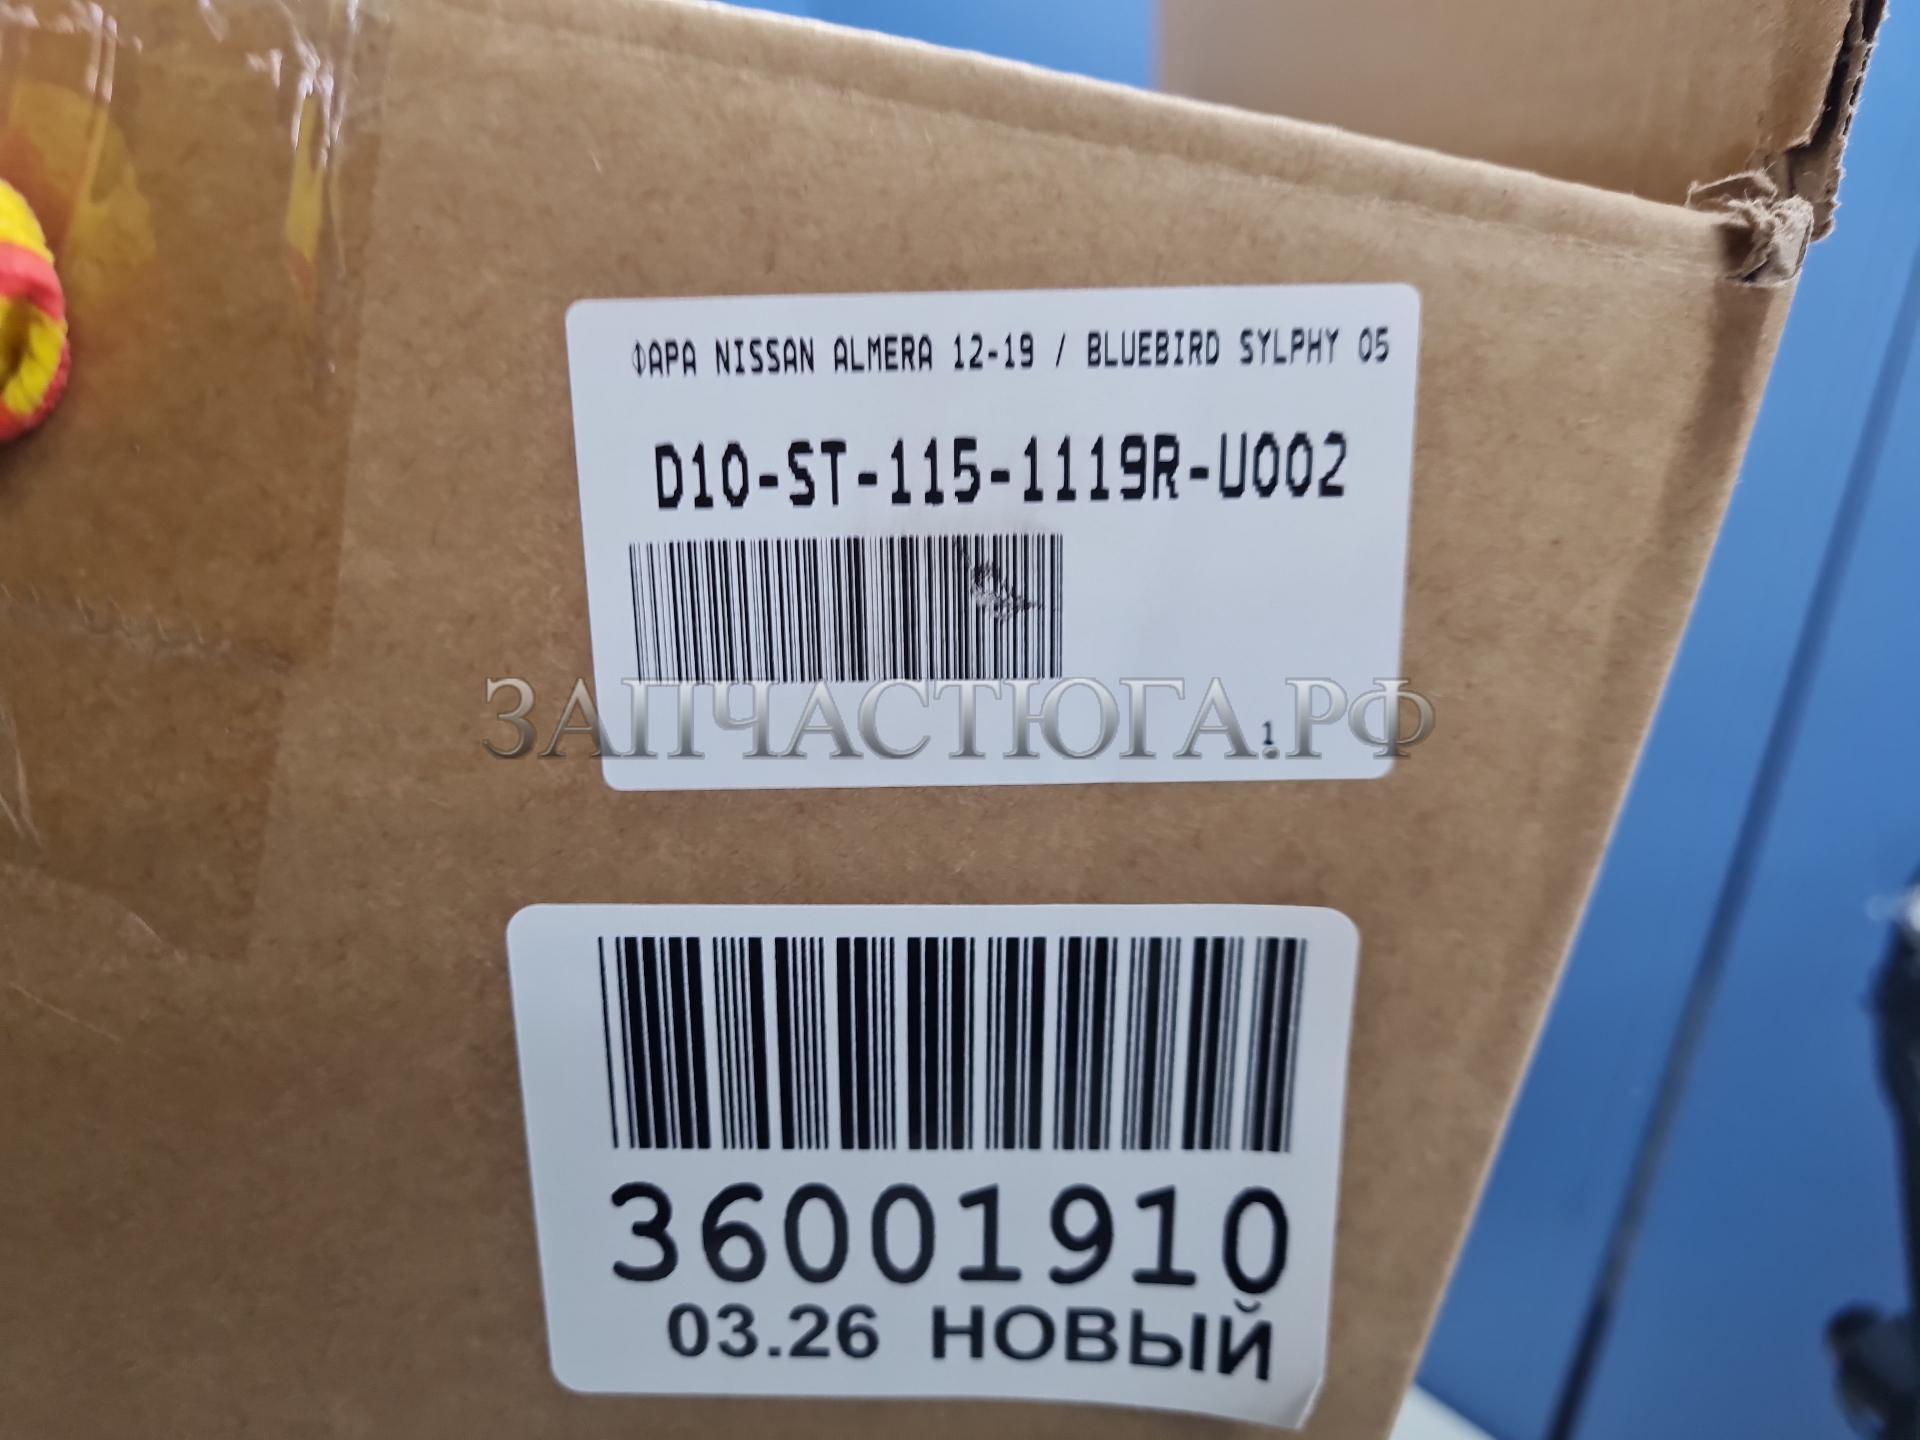 ФАРА NISSAN ALMERA 12-19 / BLUEBIRD SYLPHY 05
D10-ST-115-1119R-U002
ЗАПЧАСТЮГА.РФ
1
36001910
03.26 НОВЫЙ